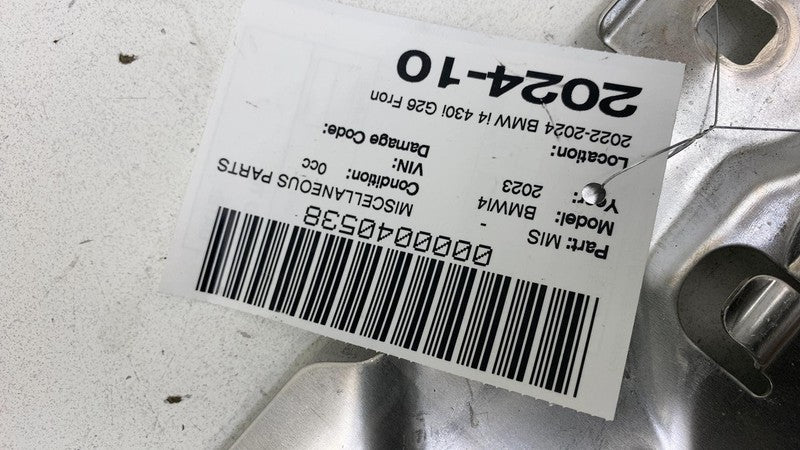 0000040538
Part: MIS - MISCELLANEOUS PARTS
Model: BMWI4 Condition: 0cc
Year: 2023 VIN:
Location: Damage Code:
2022-2024 BMW i4 430i G26 Fron
2024-10